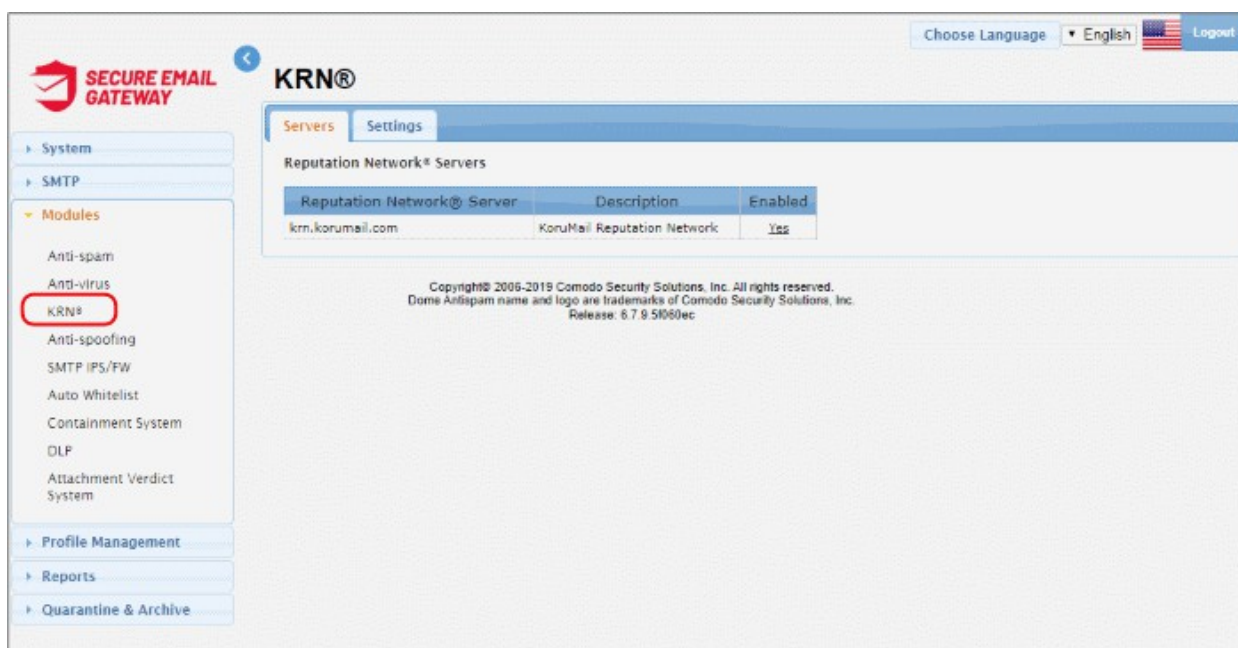 Choose Language English Logout
SECURE EMAIL
GATEWAY
KRN®
Servers Settings
System
SMTP
Modules
Anti-spam
Anti-virus
KRN®
Anti-spoofing
SMTP IPS/FW
Auto Whitelist
Containment System
DLP
Attachment Verdict
System
Profile Management
Reports
Quarantine & Archive
Reputation Network® Servers
Reputation Network® Server Description Enabled
krn.korumail.com KoruMail Reputation Network Yes
Copyright© 2006-2019 Comodo Security Solutions, Inc. All rights reserved.
Dome Antispam name and logo are trademarks of Comodo Security Solutions, Inc.
Release: 6.7.9.5f060ec